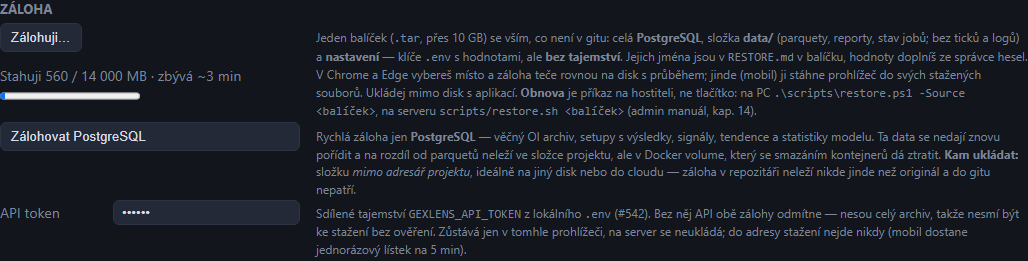 ZÁLOHA
Zálohuji...
Jeden balíček (.tar, přes 10 GB) se vším, co není v gitu: celá PostgreSQL, složka data/ (parquety, reporty, stav jobů; bez ticků a logů)
a nastavení — klíče .env s hodnotami, ale bez tajemství. Jejich jména jsou v RESTORE.md v balíčku, hodnoty doplníš ze správce hesel.
V Chrome a Edge vybereš místo a záloha teče rovnou na disk s průběhem; jinde (mobil) ji stáhne prohlížeč do svých stažených
souborů. Ukládej mimo disk s aplikací. Obnova je příkaz na hostiteli, ne tlačítko: na PC .\scripts\restore.ps1 -Source
<balíček>, na serveru scripts/restore.sh <balíček> (admin manuál, kap. 14).
Stahuji 560 / 14 000 MB · zbývá ~3 min
Zálohovat PostgreSQL
Rychlá záloha jen PostgreSQL — věčný OI archiv, setupy s výsledky, signály, tendence a statistiky modelu. Ta data se nedají znovu
pořídit a na rozdíl od parquetů neleží ve složce projektu, ale v Docker volume, který se smazáním kontejnerů dá ztratit. Kam ukládat:
složku mimo adresář projektu, ideálně na jiný disk nebo do cloudu — záloha v repozitáři neleží nikde jinde než originál a do gitu
nepatří.
API token
••••••
Sdílené tajemství GEXLENS_API_TOKEN z lokálního .env (#542). Bez něj API obě zálohy odmítne — nesou celý archiv, takže nesmí být
ke stažení bez ověření. Zůstává jen v tomhle prohlížeči, na server se neukládá; do adresy stažení nejde nikdy (mobil dostane
jednorázový lístek na 5 min).